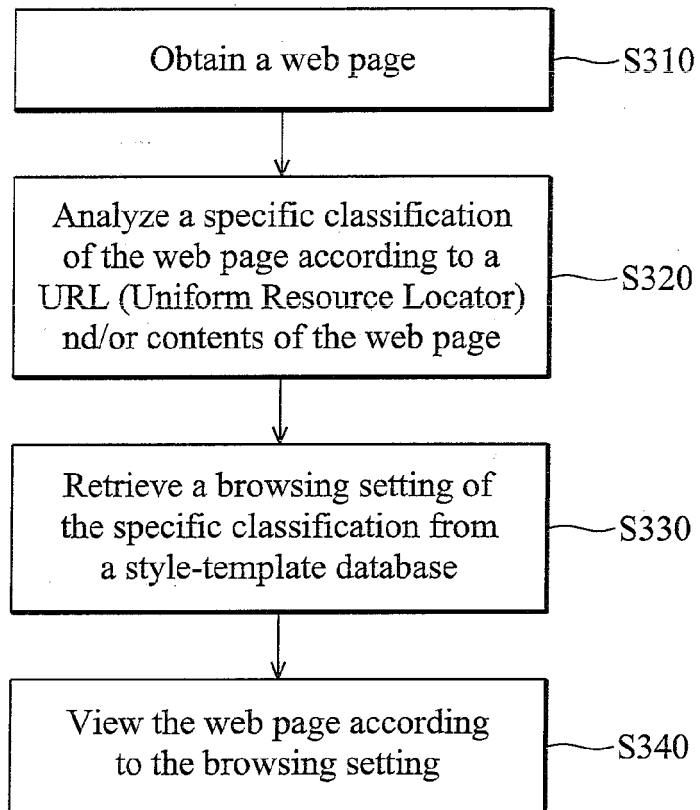 Obtain a web page
S310
Analyze a specific classification
of the web page according to a
URL (Uniform Resource Locator)
nd/or contents of the web page
S320
Retrieve a browsing setting of
the specific classification from
a style-template database
S330
View the web page according
to the browsing setting
S340